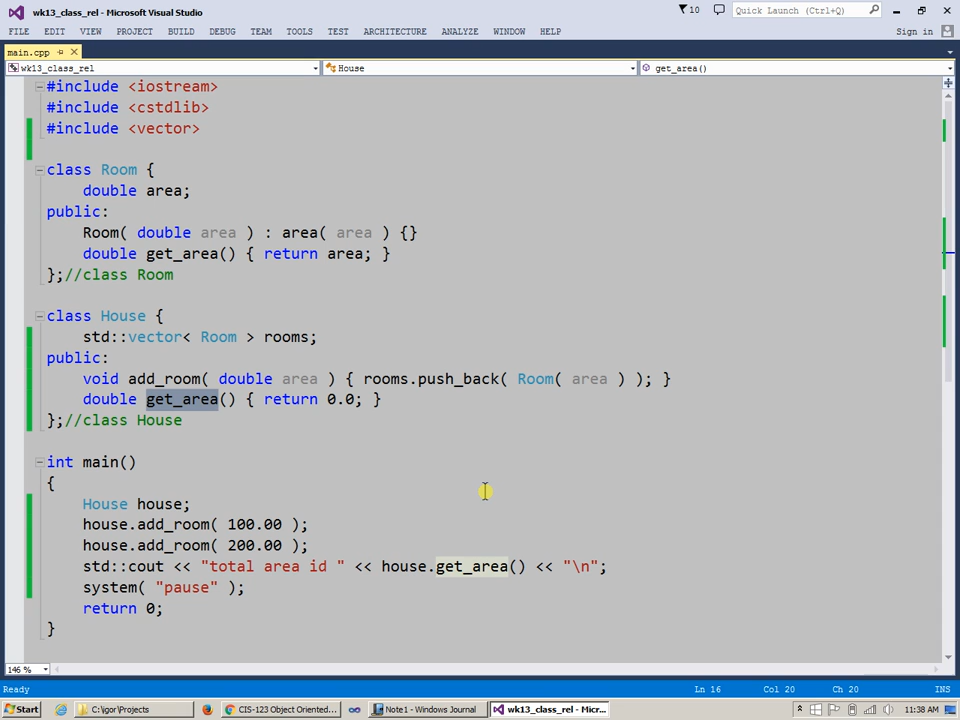 wk13_class_rel - Microsoft Visual Studio
10
Quick Launch (Ctrl+Q)
FILE EDIT VIEW PROJECT BUILD DEBUG TEAM TOOLS TEST ARCHITECTURE ANALYZE WINDOW HELP
Sign in
main.cpp
wk13_class_rel House get_area()
#include <iostream>
#include <cstdlib>
#include <vector>
class Room {
double area;
public:
Room( double area ) : area( area ) {}
double get_area() { return area; }
};//class Room
class House {
std::vector< Room > rooms;
public:
void add_room( double area ) { rooms.push_back( Room( area ) ); }
double get_area() { return 0.0; }
};//class House
int main()
{
House house;
house.add_room( 100.00 );
house.add_room( 200.00 );
std::cout << "total area id " << house.get_area() << "\n";
system( "pause" );
return 0;
}
146 %
Ready Ln 16 Col 20 Ch 20 INS
Start C:\igor\Projects CIS-123 Object Oriented... Note1 - Windows Journal wk13_class_rel - Micr... 11:38 AM